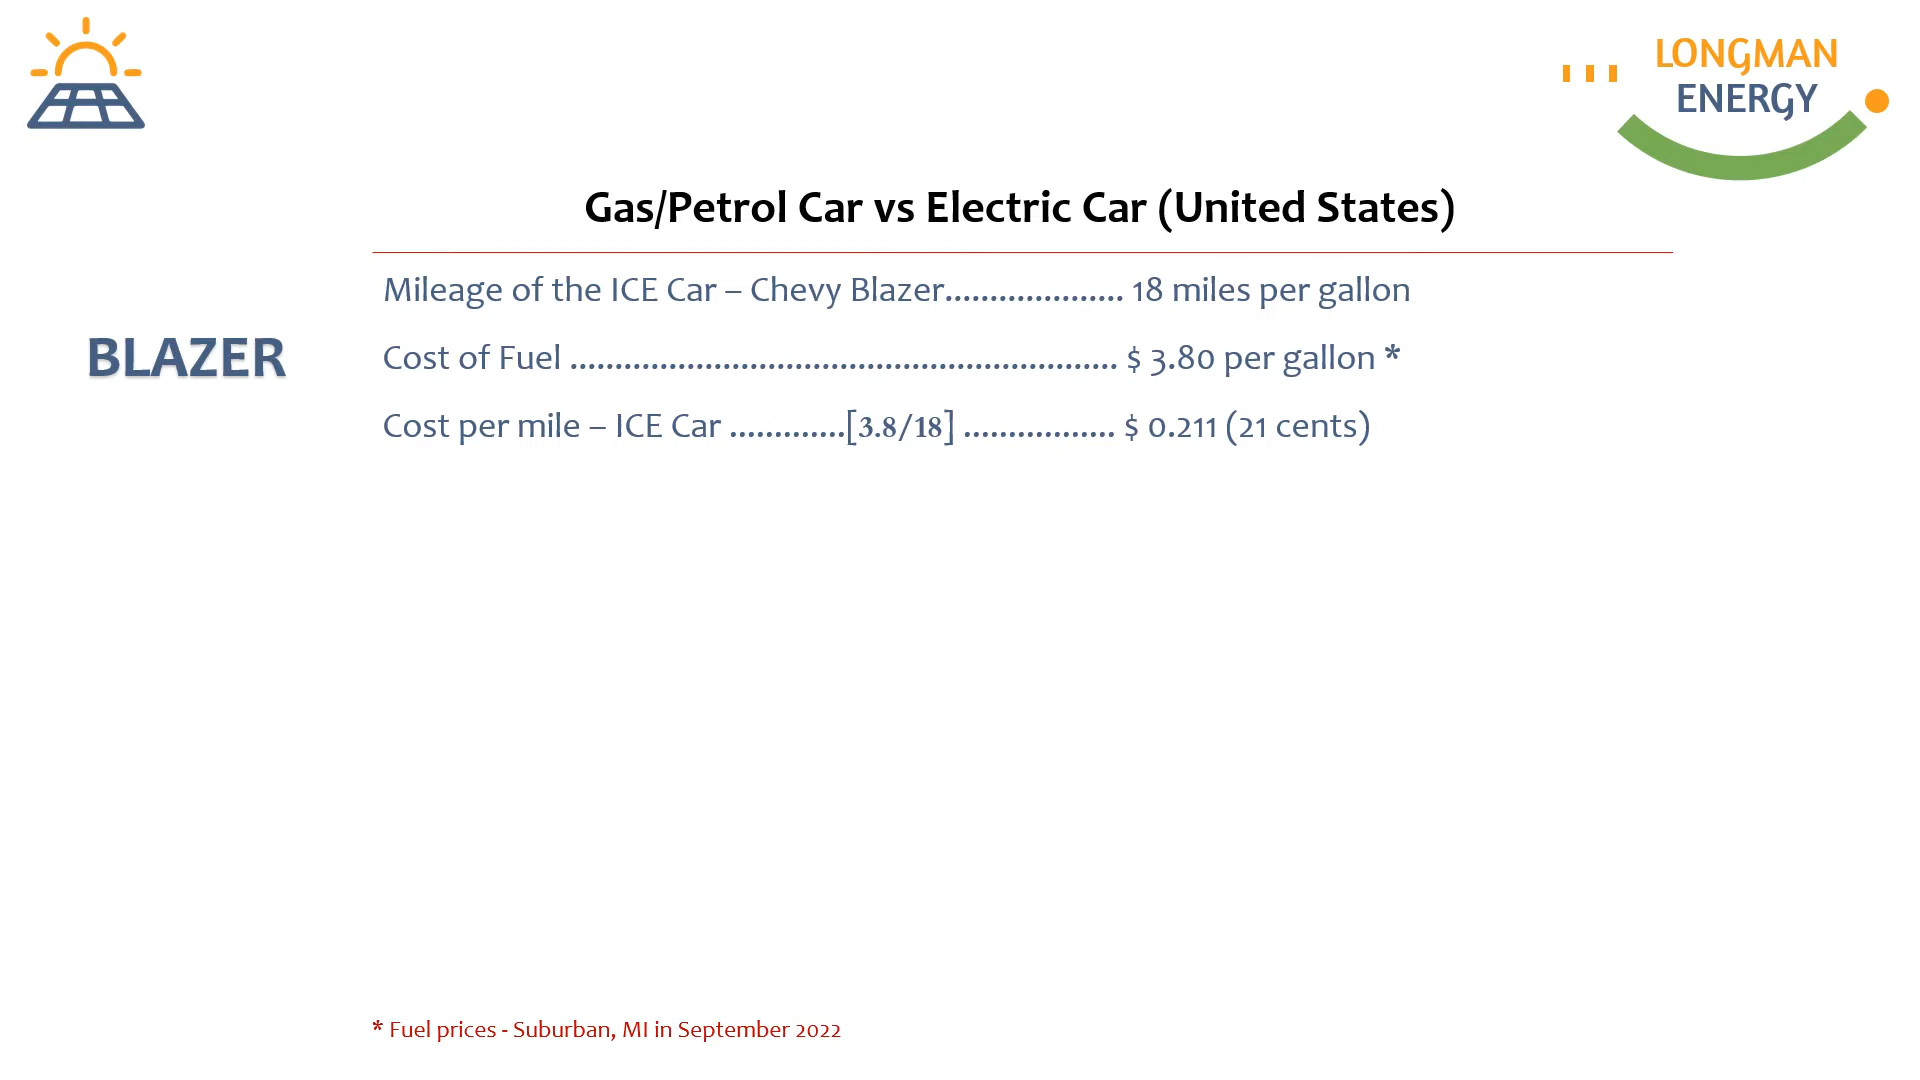 LONGMAN
ENERGY
Gas/Petrol Car vs Electric Car (United States)
Mileage of the ICE Car – Chevy Blazer.................... 18 miles per gallon
BLAZER
Cost of Fuel ............................................................. $ 3.80 per gallon *
Cost per mile – ICE Car .............[3.8/18] ................. $ 0.211 (21 cents)
* Fuel prices - Suburban, MI in September 2022